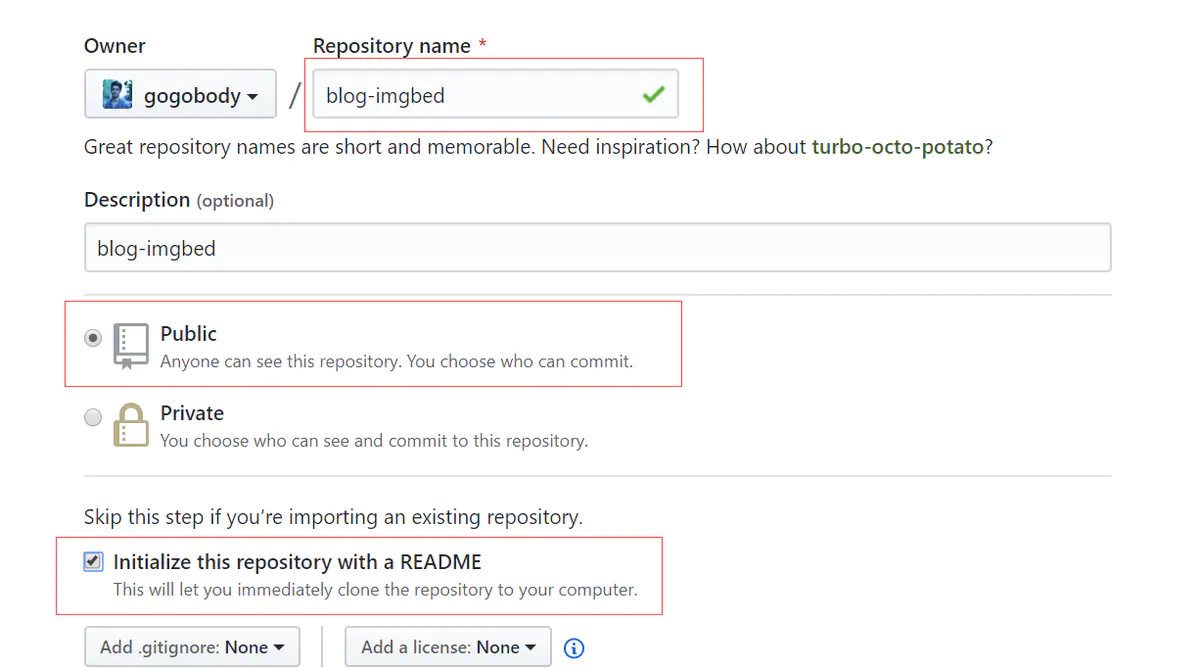 Owner
Repository name *
gogobody
/
blog-imgbed
Great repository names are short and memorable. Need inspiration? How about turbo-octo-potato?
Description (optional)
blog-imgbed
Public
Anyone can see this repository. You choose who can commit.
Private
You choose who can see and commit to this repository.
Skip this step if you’re importing an existing repository.
Initialize this repository with a README
This will let you immediately clone the repository to your computer.
Add .gitignore: None
Add a license: None